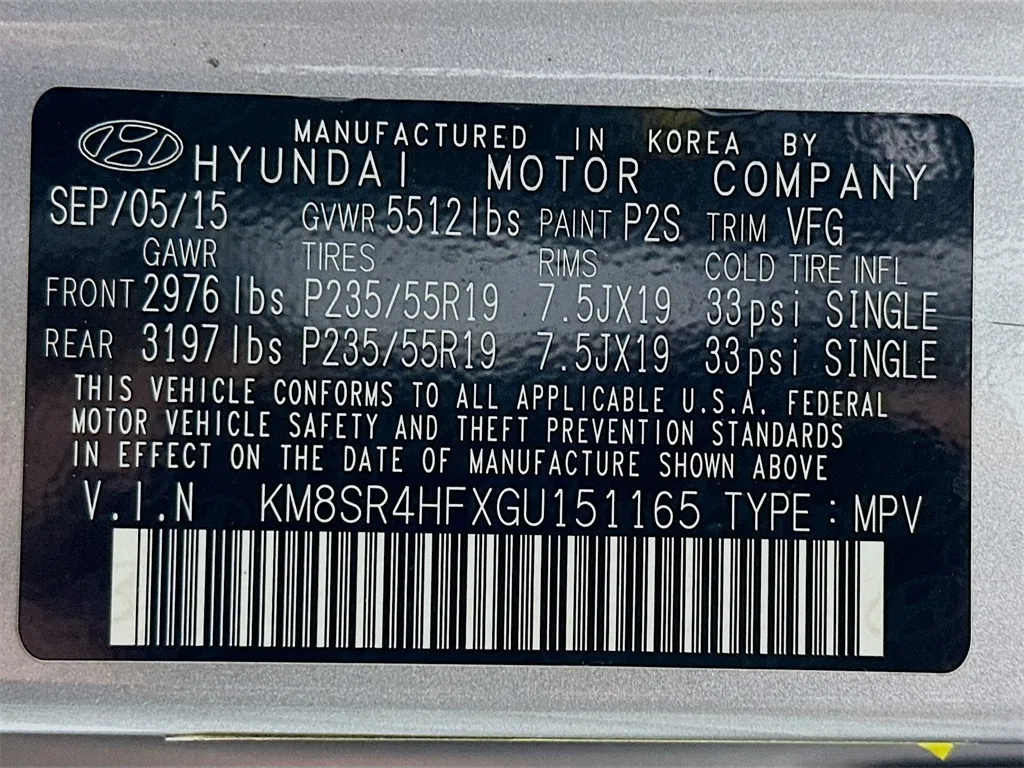 MANUFACTURED IN KOREA BY
HYUNDAI MOTOR COMPANY
SEP/05/15 GVWR 5512lbs PAINT P2S TRIM VFG
GAWR TIRES RIMS COLD TIRE INFL
FRONT 2976lbs P235/55R19 7.5JX19 33psi SINGLE
REAR 3197lbs P235/55R19 7.5JX19 33psi SINGLE
THIS VEHICLE CONFORMS TO ALL APPLICABLE U.S.A. FEDERAL
MOTOR VEHICLE SAFETY AND THEFT PREVENTION STANDARDS
IN EFFECT ON THE DATE OF MANUFACTURE SHOWN ABOVE
V.I.N KM8SR4HFXGU151165 TYPE : MPV